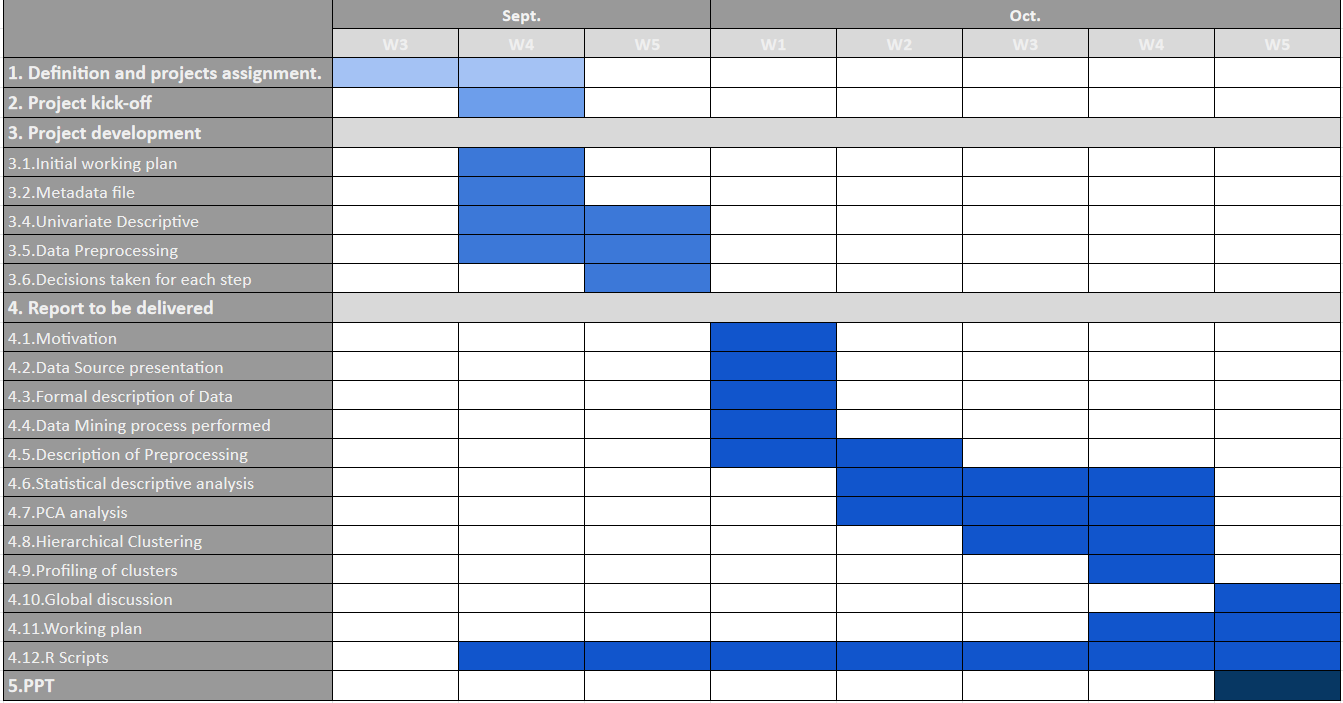 Sept. Oct.
W3 W4 W5 W1 W2 W3 W4 W5
1. Definition and projects assignment.
2. Project kick-off
3. Project development
3.1.Initial working plan
3.2.Metadata file
3.4.Univariate Descriptive
3.5.Data Preprocessing
3.6.Decisions taken for each step
4. Report to be delivered
4.1.Motivation
4.2.Data Source presentation
4.3.Formal description of Data
4.4.Data Mining process performed
4.5.Description of Preprocessing
4.6.Statistical descriptive analysis
4.7.PCA analysis
4.8.Hierarchical Clustering
4.9.Profiling of clusters
4.10.Global discussion
4.11.Working plan
4.12.R Scripts
5.PPT